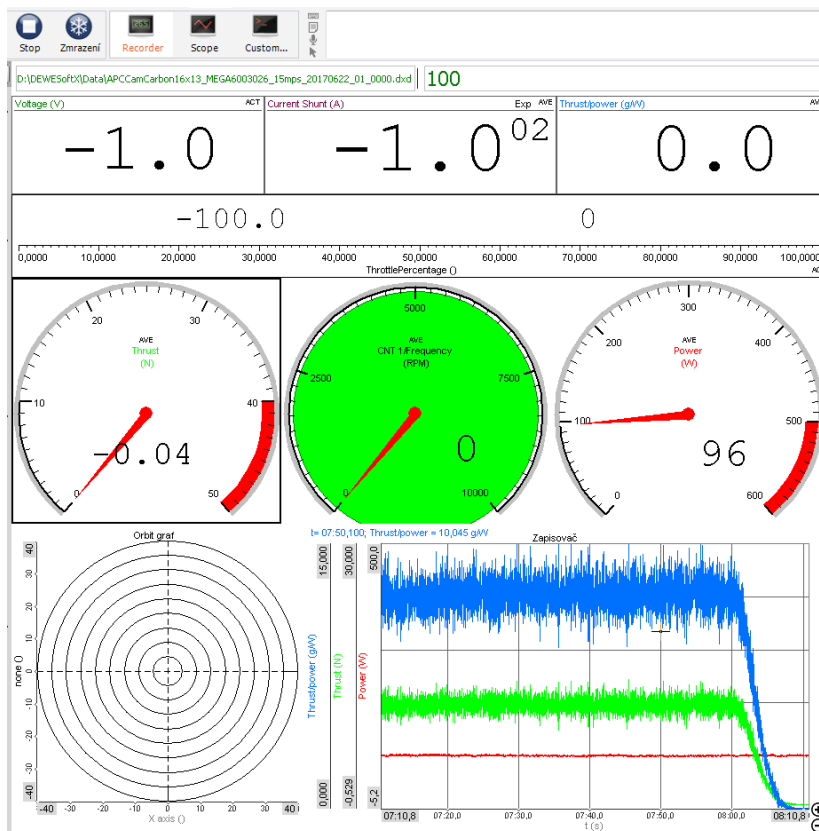 Stop Zmrazení Recorder Scope Custom...
D:\DEWESoftX\Data\APCCamCarbon16x13_MEGA6003026_15mps_20170622_01_0000.dxd 100
Voltage (V) ACT Current Shunt (A) Exp AVE Thrust/power (g/W)
-1.0 -1.0 02 0.0
-100.0 0
0,0000 10,0000 20,0000 30,0000 40,0000 50,0000 60,0000 70,0000 80,0000 90,0000
ThrottlePercentage ()
0 10 20 30 40 50
AVE
Thrust
(N)
-0.04
0 2500 5000 7500 10000
AVE
CNT 1/Frequency
(RPM)
0
0 100 200 300 400 500 600
AVE
Power
(W)
96
Orbit graf
none ()
40 30 20 10 0 -10 -20 -30 -40
-40 -30 -20 -10 0 10 20 30 40
X axis ()
t= 07:50,100; Thrust/power = 10,045 g/W Zapisovač
15,000 30,000 500,0
Thrust/power (g/W) Thrust (N) Power (W)
0,000 -0,529 -5,2
07:10,8 07:20,0 07:30,0 07:40,0 07:50,0 08:00,0 08:10,8
t (s)